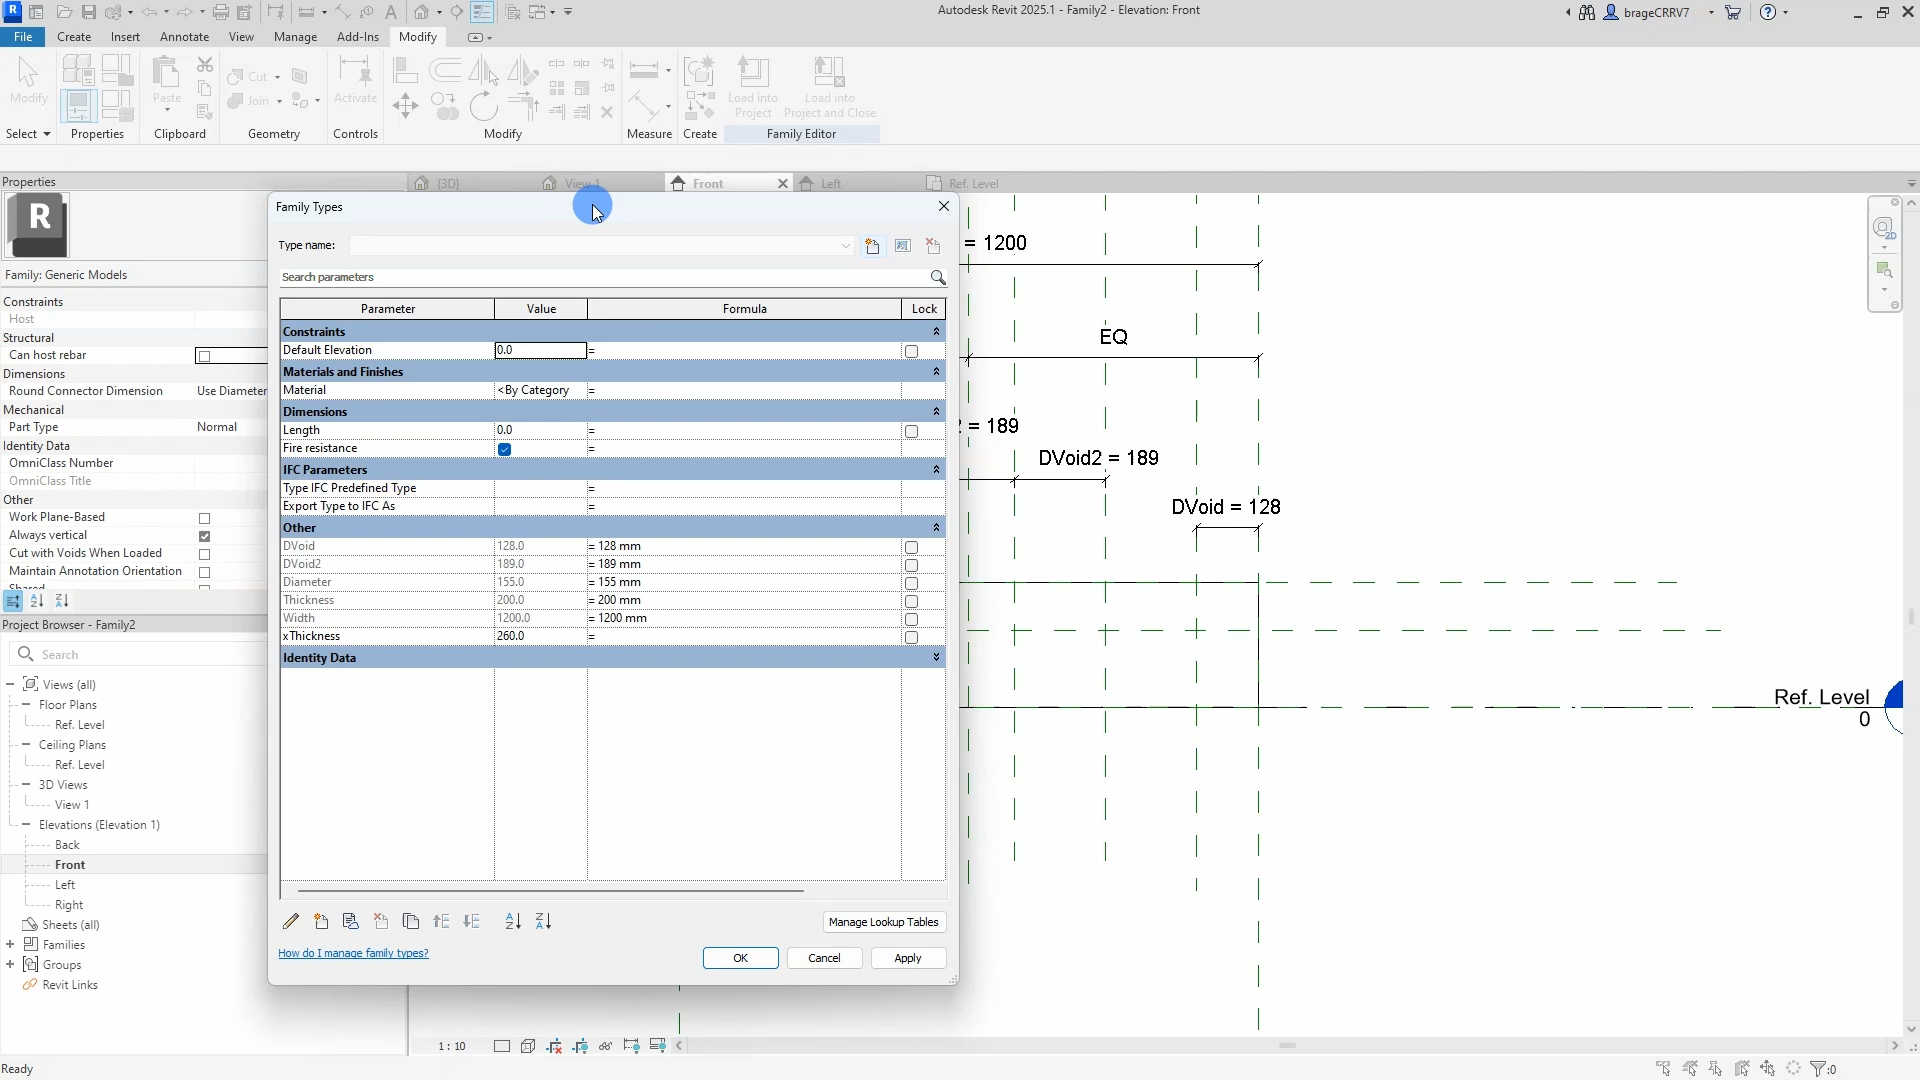 Autodesk Revit 2025.1 - Family2 - Elevation: Front
brageCRRV7
File
Create
Insert
Annotate
View
Manage
Add-Ins
Modify
Modify
Paste
Cut
Join
Activate
Load into
Project
Load into
Project and Close
Select
Properties
Clipboard
Geometry
Controls
Modify
Measure
Create
Family Editor
Properties
R
Family: Generic Models
Constraints
Host
Structural
Can host rebar
Dimensions
Round Connector Dimension
Use Diameter
Mechanical
Part Type
Normal
Identity Data
OmniClass Number
OmniClass Title
Other
Work Plane-Based
Always vertical
Cut with Voids When Loaded
Maintain Annotation Orientation
Shared
Project Browser - Family2
Search
Views (all)
Floor Plans
Ref. Level
Ceiling Plans
Ref. Level
3D Views
View 1
Elevations (Elevation 1)
Back
Front
Left
Right
Sheets (all)
Families
Groups
Revit Links
{3D}
View 1
Front
Left
Ref. Level
Family Types
Type name:
Search parameters
Parameter
Value
Formula
Lock
Constraints
Default Elevation
0.0
=
Materials and Finishes
Material
<By Category
=
Dimensions
Length
0.0
=
Fire resistance
=
IFC Parameters
Type IFC Predefined Type
=
Export Type to IFC As
=
Other
DVoid
128.0
= 128 mm
DVoid2
189.0
= 189 mm
Diameter
155.0
= 155 mm
Thickness
200.0
= 200 mm
Width
1200.0
= 1200 mm
xThickness
260.0
=
Identity Data
Manage Lookup Tables
How do I manage family types?
OK
Cancel
Apply
= 1200
EQ
= 189
DVoid2 = 189
DVoid = 128
Ref. Level
0
2D
1 : 10
Ready
:0